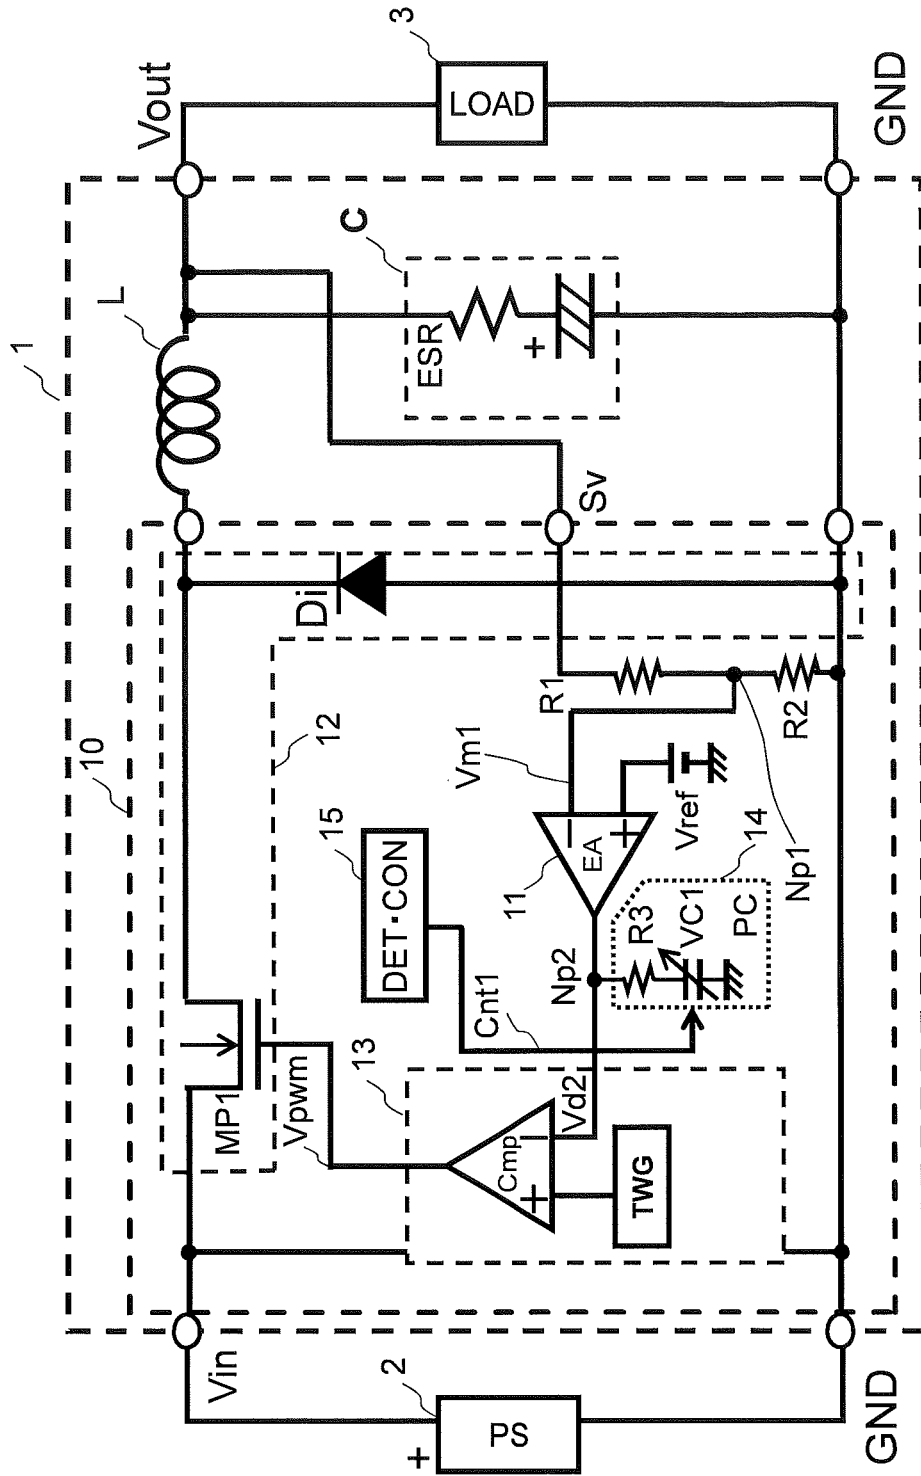 1
10
L
Vout
3
LOAD
GND
C
ESR
+
Sv
Di
12
MP1
Vpwm
15
DET·CON
Cnt1
13
Vm1
R1
R2
11
EA
−
+
Vref
14
Np1
Np2
R3
VC1
PC
Vd2
Cmp
−
+
TWG
Vin
2
+
PS
GND